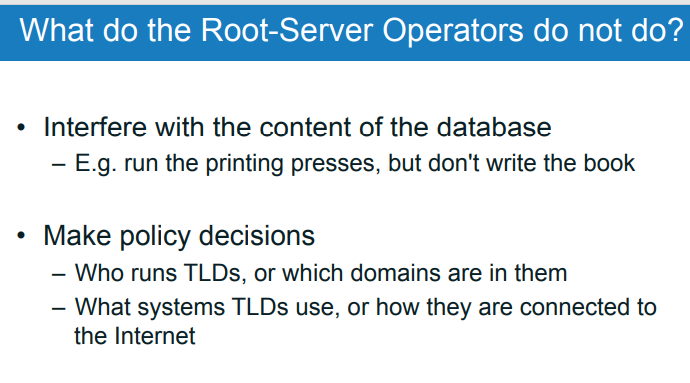 What do the Root-Server Operators do not do?
• Interfere with the content of the database
– E.g. run the printing presses, but don't write the book
• Make policy decisions
– Who runs TLDs, or which domains are in them
– What systems TLDs use, or how they are connected to
the Internet